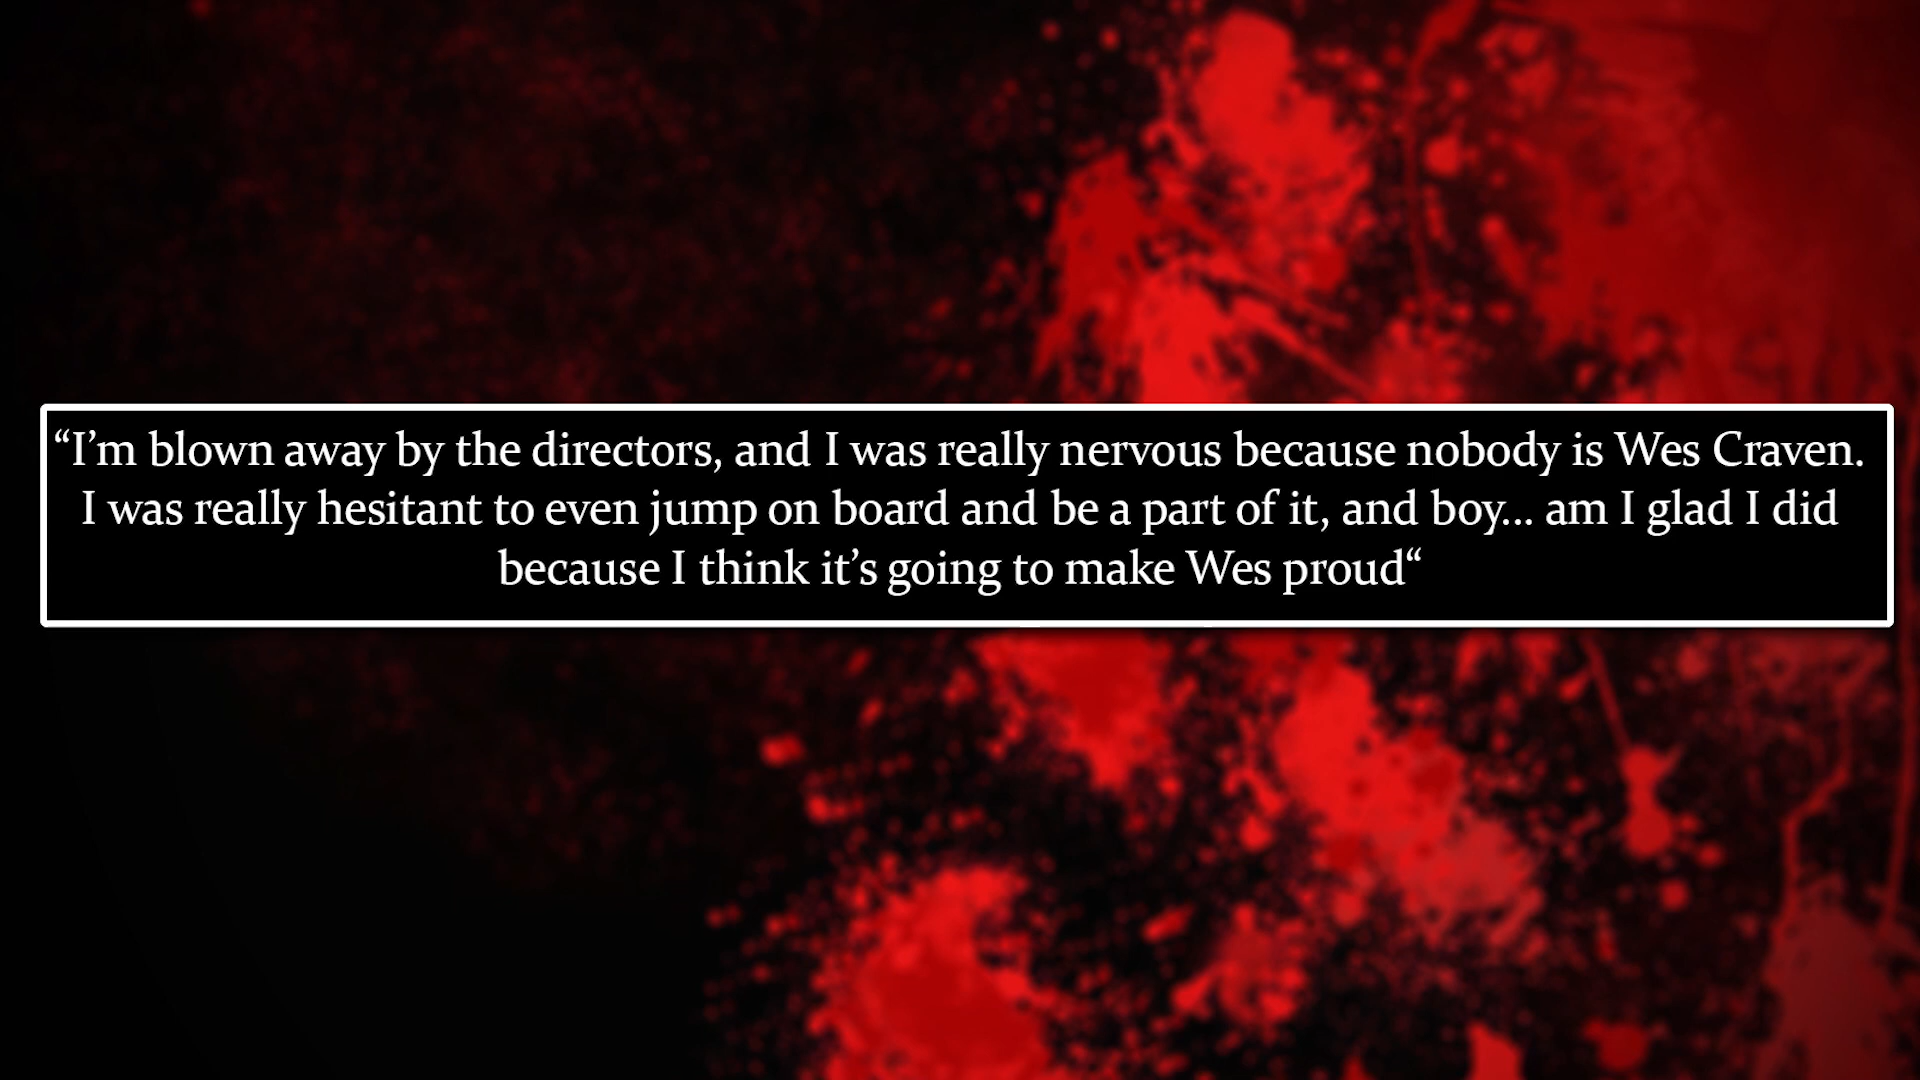 “I’m blown away by the directors, and I was really nervous because nobody is Wes Craven.
I was really hesitant to even jump on board and be a part of it, and boy... am I glad I did
because I think it’s going to make Wes proud“